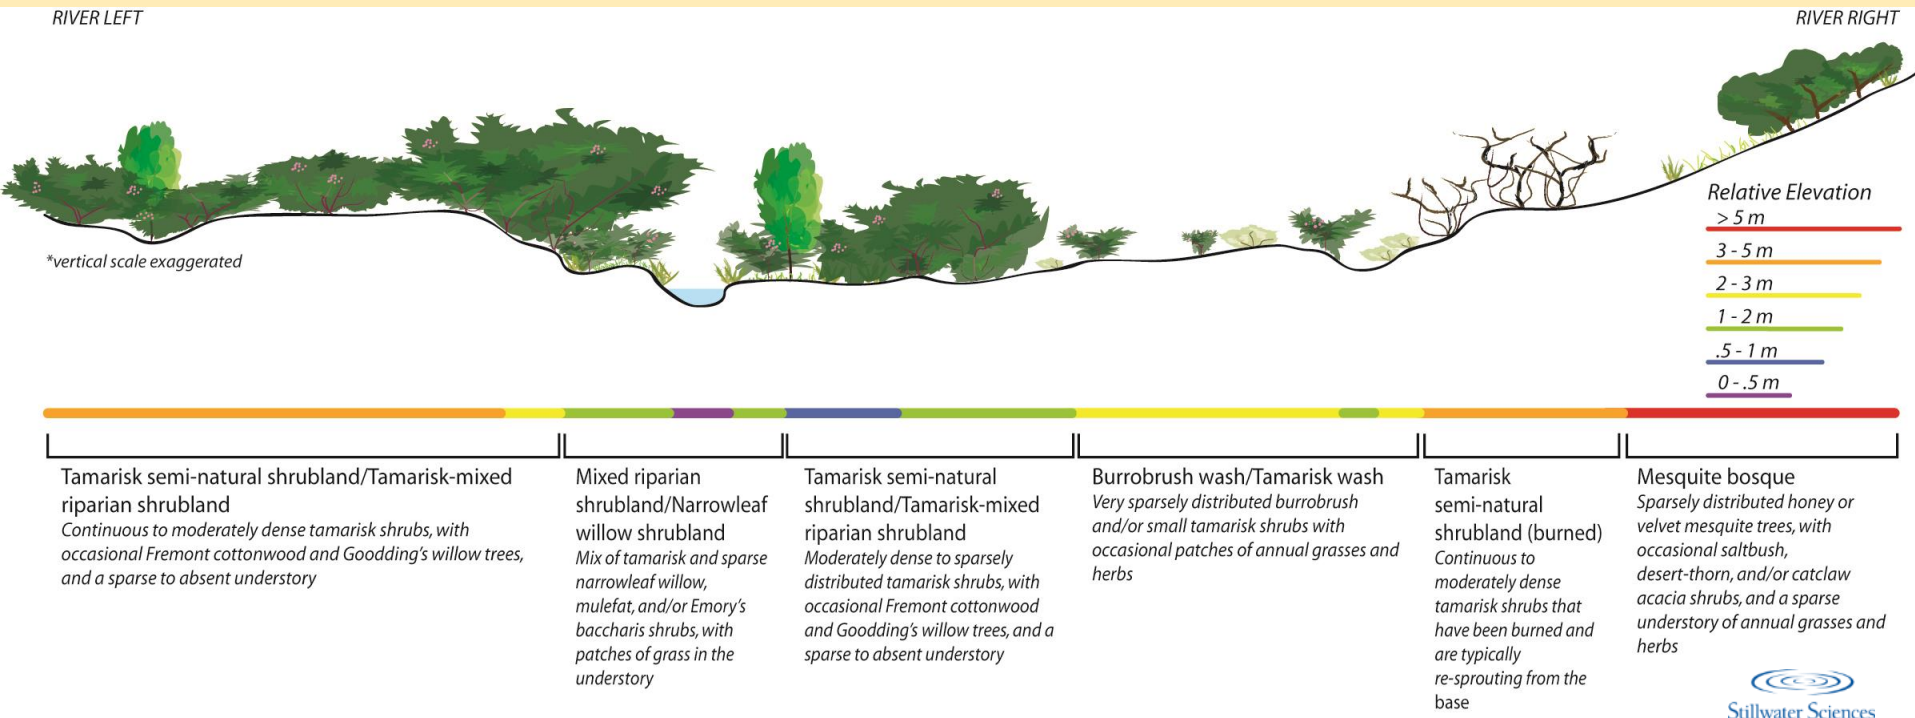 RIVER LEFT
RIVER RIGHT
*vertical scale exaggerated
Relative Elevation
> 5 m
3 - 5 m
2 - 3 m
1 - 2 m
.5 - 1 m
0 - .5 m
Tamarisk semi-natural shrubland/Tamarisk-mixed
riparian shrubland
Continuous to moderately dense tamarisk shrubs, with
occasional Fremont cottonwood and Goodding's willow trees,
and a sparse to absent understory
Mixed riparian
shrubland/Narrowleaf
willow shrubland
Mix of tamarisk and sparse
narrowleaf willow,
mulefat, and/or Emory's
baccharis shrubs, with
patches of grass in the
understory
Tamarisk semi-natural
shrubland/Tamarisk-mixed
riparian shrubland
Moderately dense to sparsely
distributed tamarisk shrubs, with
occasional Fremont cottonwood
and Goodding's willow trees, and a
sparse to absent understory
Burrobrush wash/Tamarisk wash
Very sparsely distributed burrobrush
and/or small tamarisk shrubs with
occasional patches of annual grasses and
herbs
Tamarisk
semi-natural
shrubland (burned)
Continuous to
moderately dense
tamarisk shrubs that
have been burned and
are typically
re-sprouting from the
base
Mesquite bosque
Sparsely distributed honey or
velvet mesquite trees, with
occasional saltbush,
desert-thorn, and/or catclaw
acacia shrubs, and a sparse
understory of annual grasses and
herbs
Stillwater Sciences